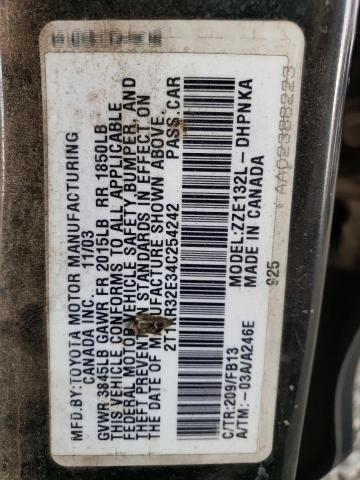 MFD.BY:TOYOTA MOTOR MANUFACTURING
CANADA INC. 11/03
GVWR 3845LB GAWR FR 2015LB RR 1850LB
THIS VEHICLE CONFORMS TO ALL APPLICABLE
FEDERAL MOTOR VEHICLE SAFETY, BUMPER, AND
THEFT PREVENTION STANDARDS IN EFFECT ON
THE DATE OF MANUFACTURE SHOWN ABOVE.
PASS.CAR
MODEL:ZZE132L-DHPNKA
MADE IN CANADA
C/TR:209/FB13
A/TM:-03A/A246E
925